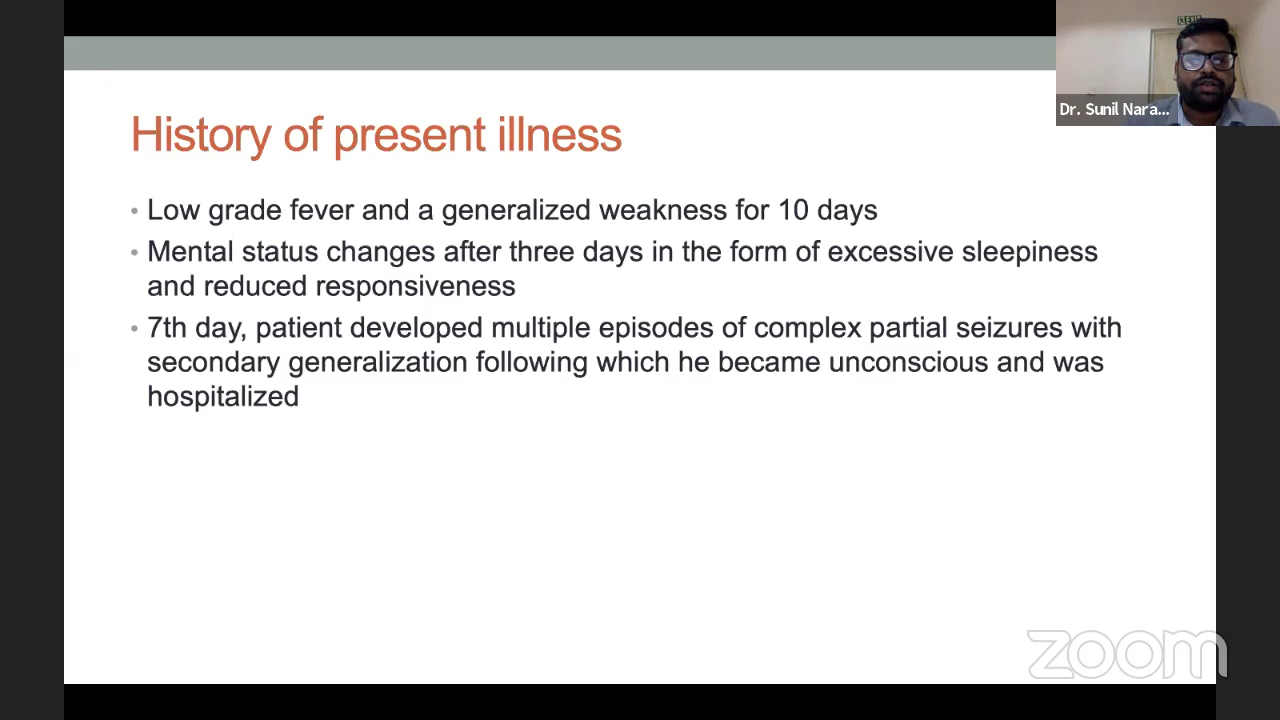 Dr. Sunil Nara...
History of present illness
• Low grade fever and a generalized weakness for 10 days
• Mental status changes after three days in the form of excessive sleepiness
and reduced responsiveness
• 7th day, patient developed multiple episodes of complex partial seizures with
secondary generalization following which he became unconscious and was
hospitalized
zoom